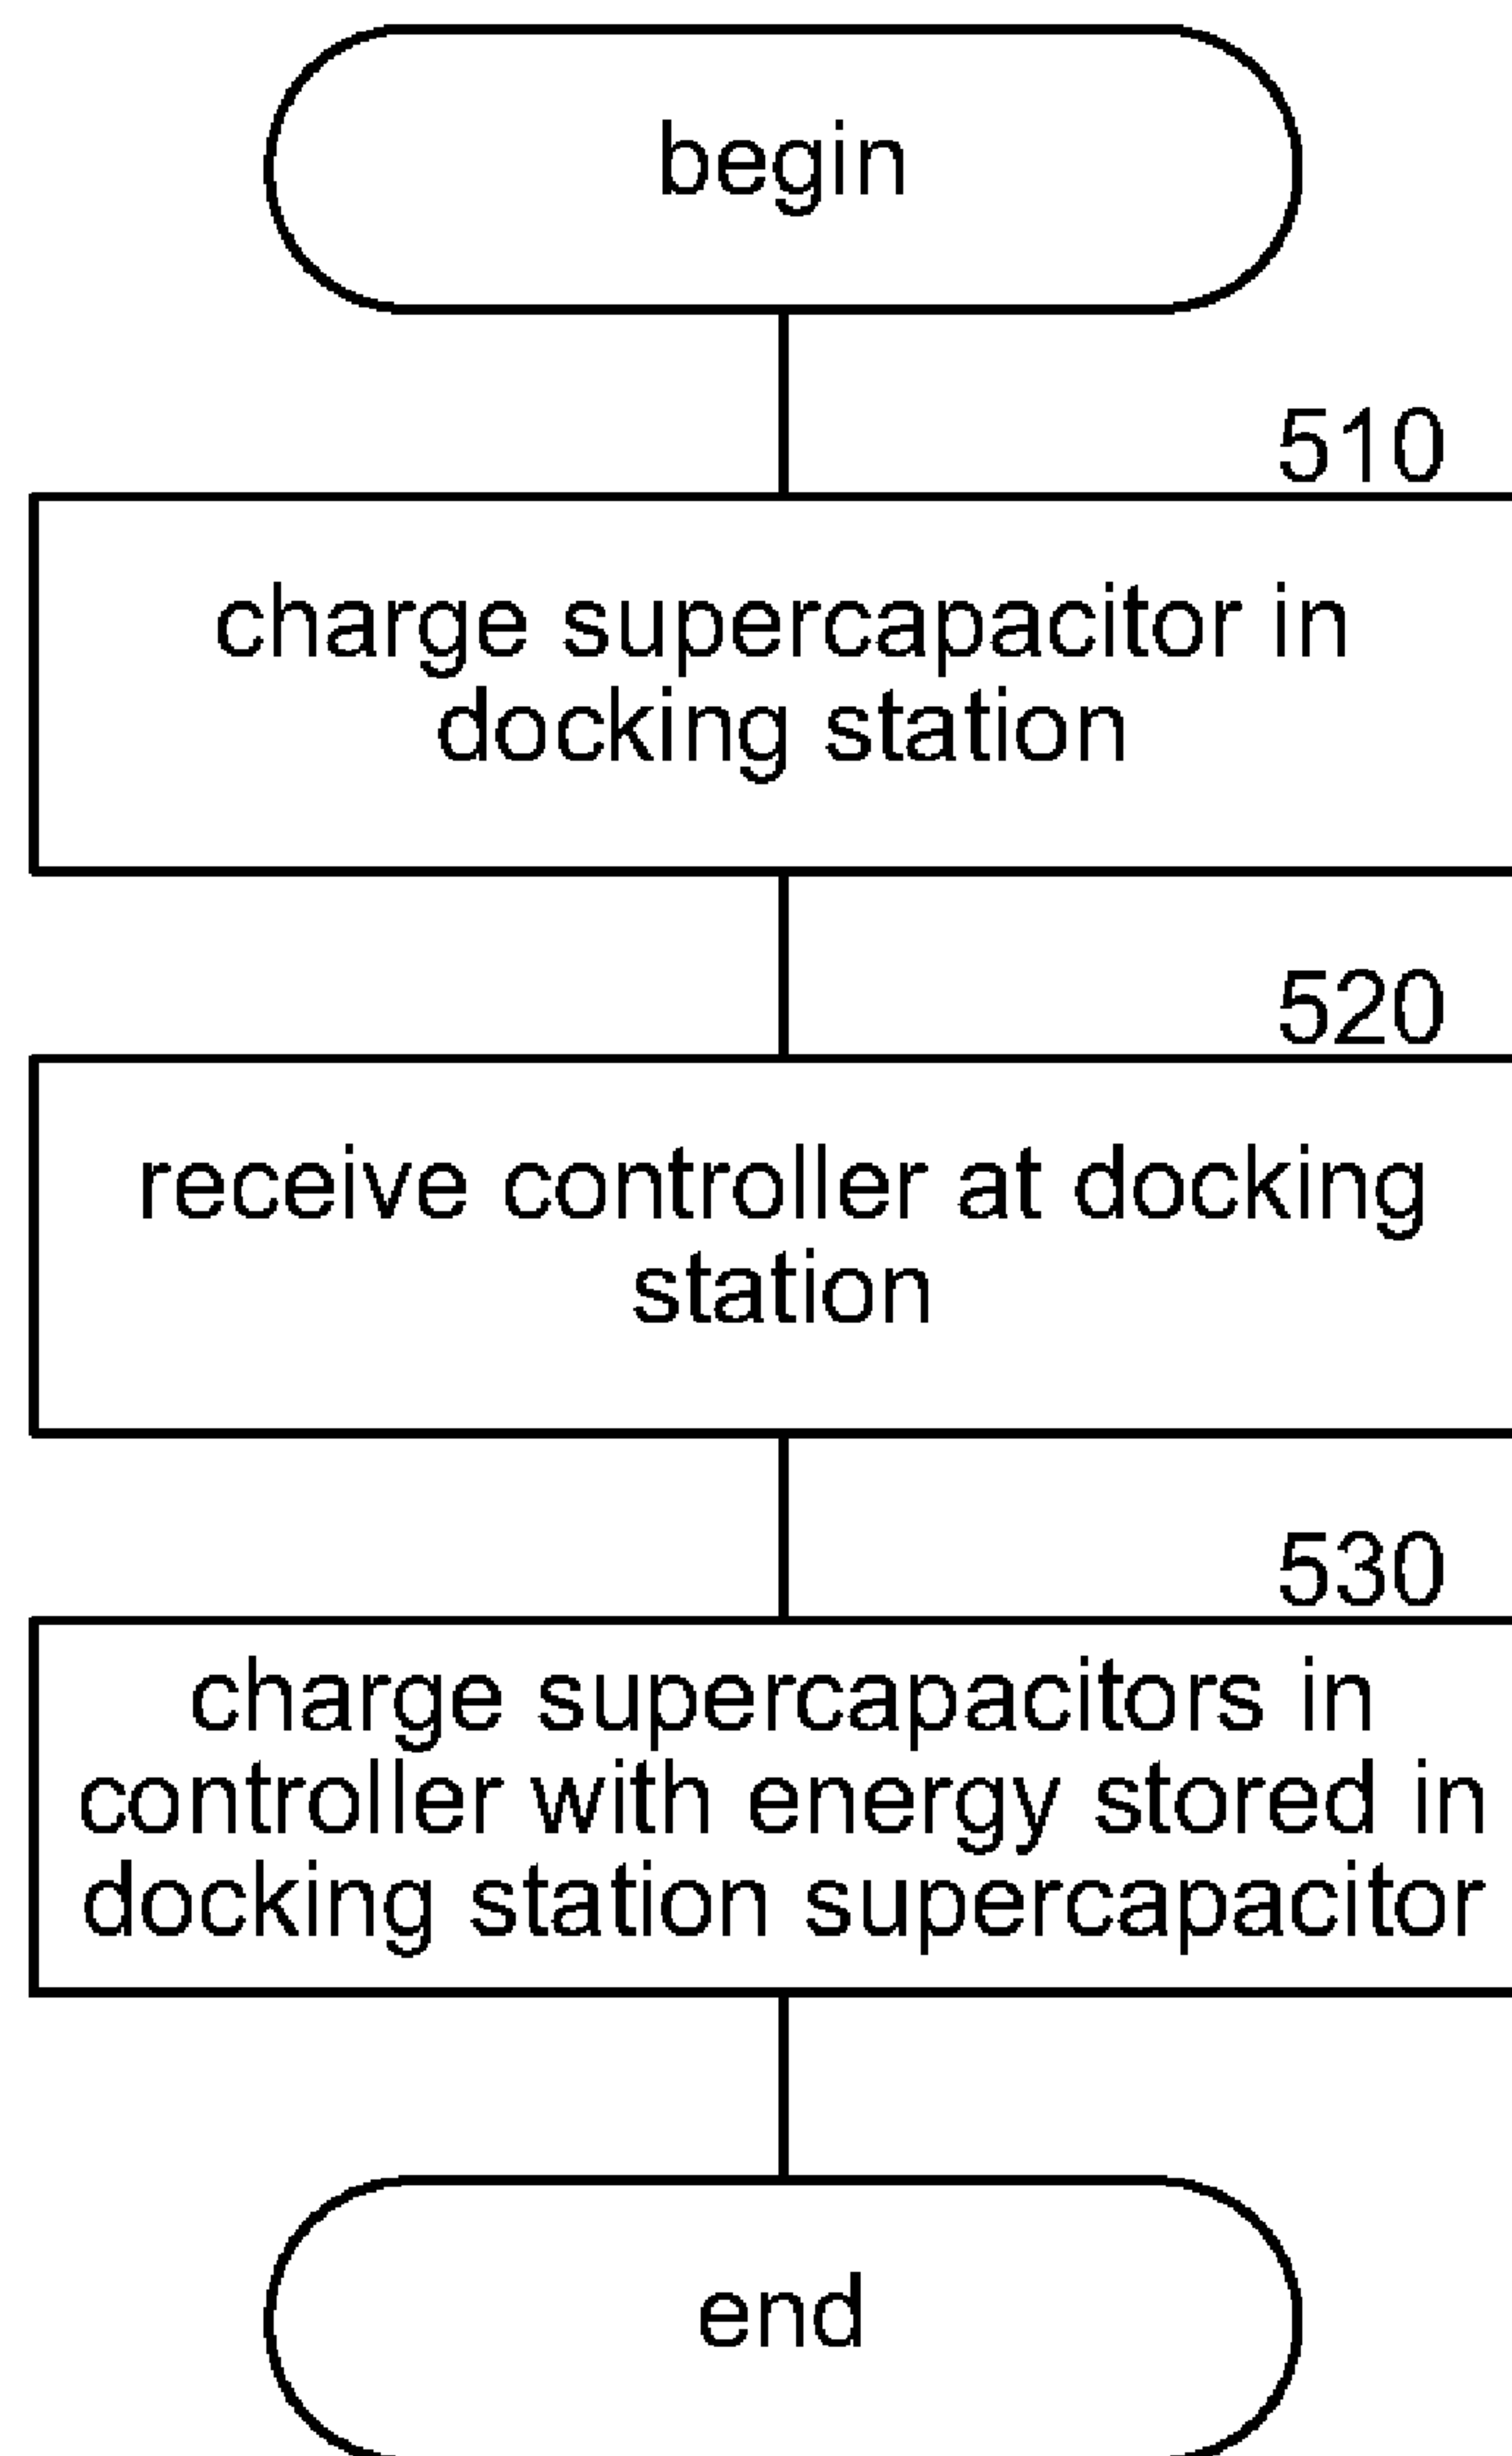 begin
510
charge supercapacitor in
docking station
520
receive controller at docking
station
530
charge supercapacitors in
controller with energy stored in
docking station supercapacitor
end